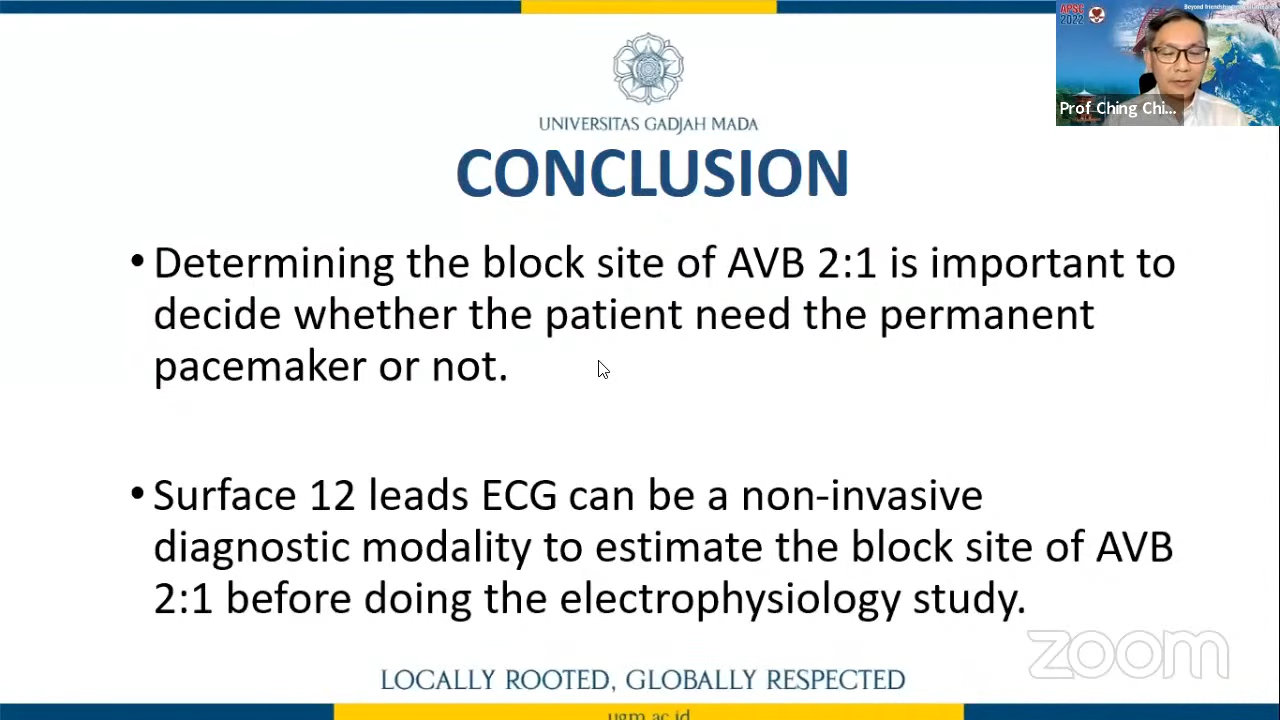 APSC
2022
Prof Ching Chi...
UNIVERSITAS GADJAH MADA
CONCLUSION
• Determining the block site of AVB 2:1 is important to
decide whether the patient need the permanent
pacemaker or not.
• Surface 12 leads ECG can be a non-invasive
diagnostic modality to estimate the block site of AVB
2:1 before doing the electrophysiology study.
zoom
LOCALLY ROOTED, GLOBALLY RESPECTED
ugm.ac.id